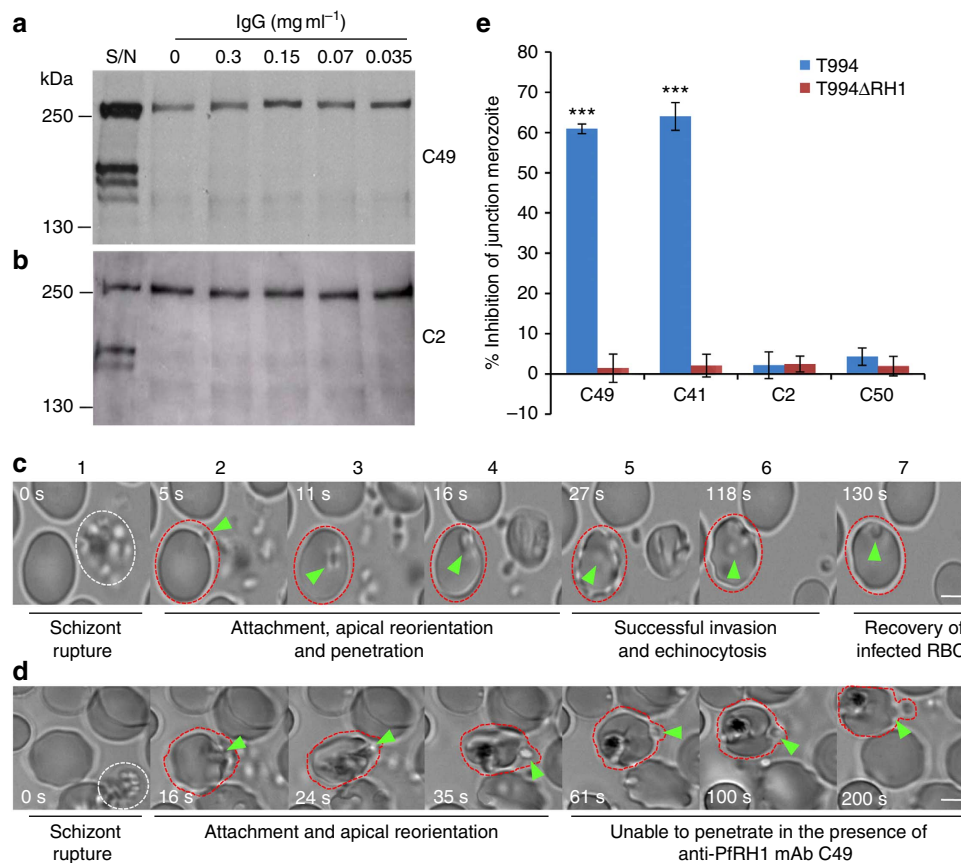 a
IgG (mg ml−1)
S/N 0 0.3 0.15 0.07 0.035
kDa
250
130
C49
b
250
130
C2
e
% Inhibition of junction merozoite
80
70
60
50
40
30
20
10
0
−10
*** ***
T994
T994ΔRH1
C49 C41 C2 C50
c 1 2 3 4 5 6 7
0 s 5 s 11 s 16 s 27 s 118 s 130 s
Schizont
rupture
Attachment, apical reorientation
and penetration
Successful invasion
and echinocytosis
Recovery of
infected RBC
d
0 s 16 s 24 s 35 s 61 s 100 s 200 s
Schizont
rupture
Attachment and apical reorientation
Unable to penetrate in the presence of
anti-PfRH1 mAb C49